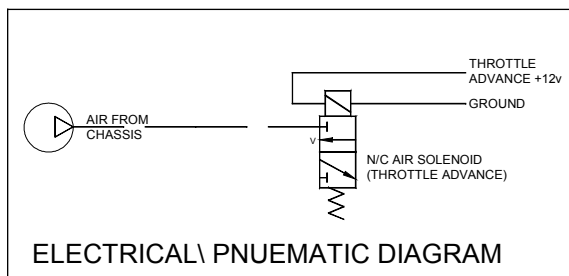 THROTTLE
ADVANCE +12v
GROUND
AIR FROM
CHASSIS
V
N/C AIR SOLENOID
(THROTTLE ADVANCE)
ELECTRICAL\ PNUEMATIC DIAGRAM